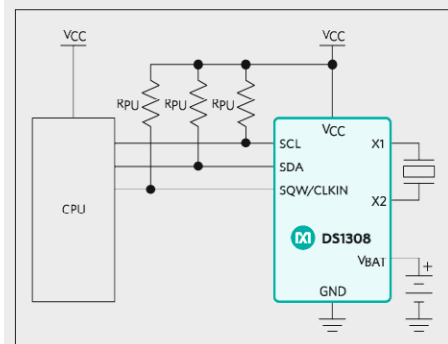 VCC VCC
RPU RPU RPU
VCC
SCL X1
SDA
SQW/CLKIN
X2
CPU
DS1308
VBAT
+
GND